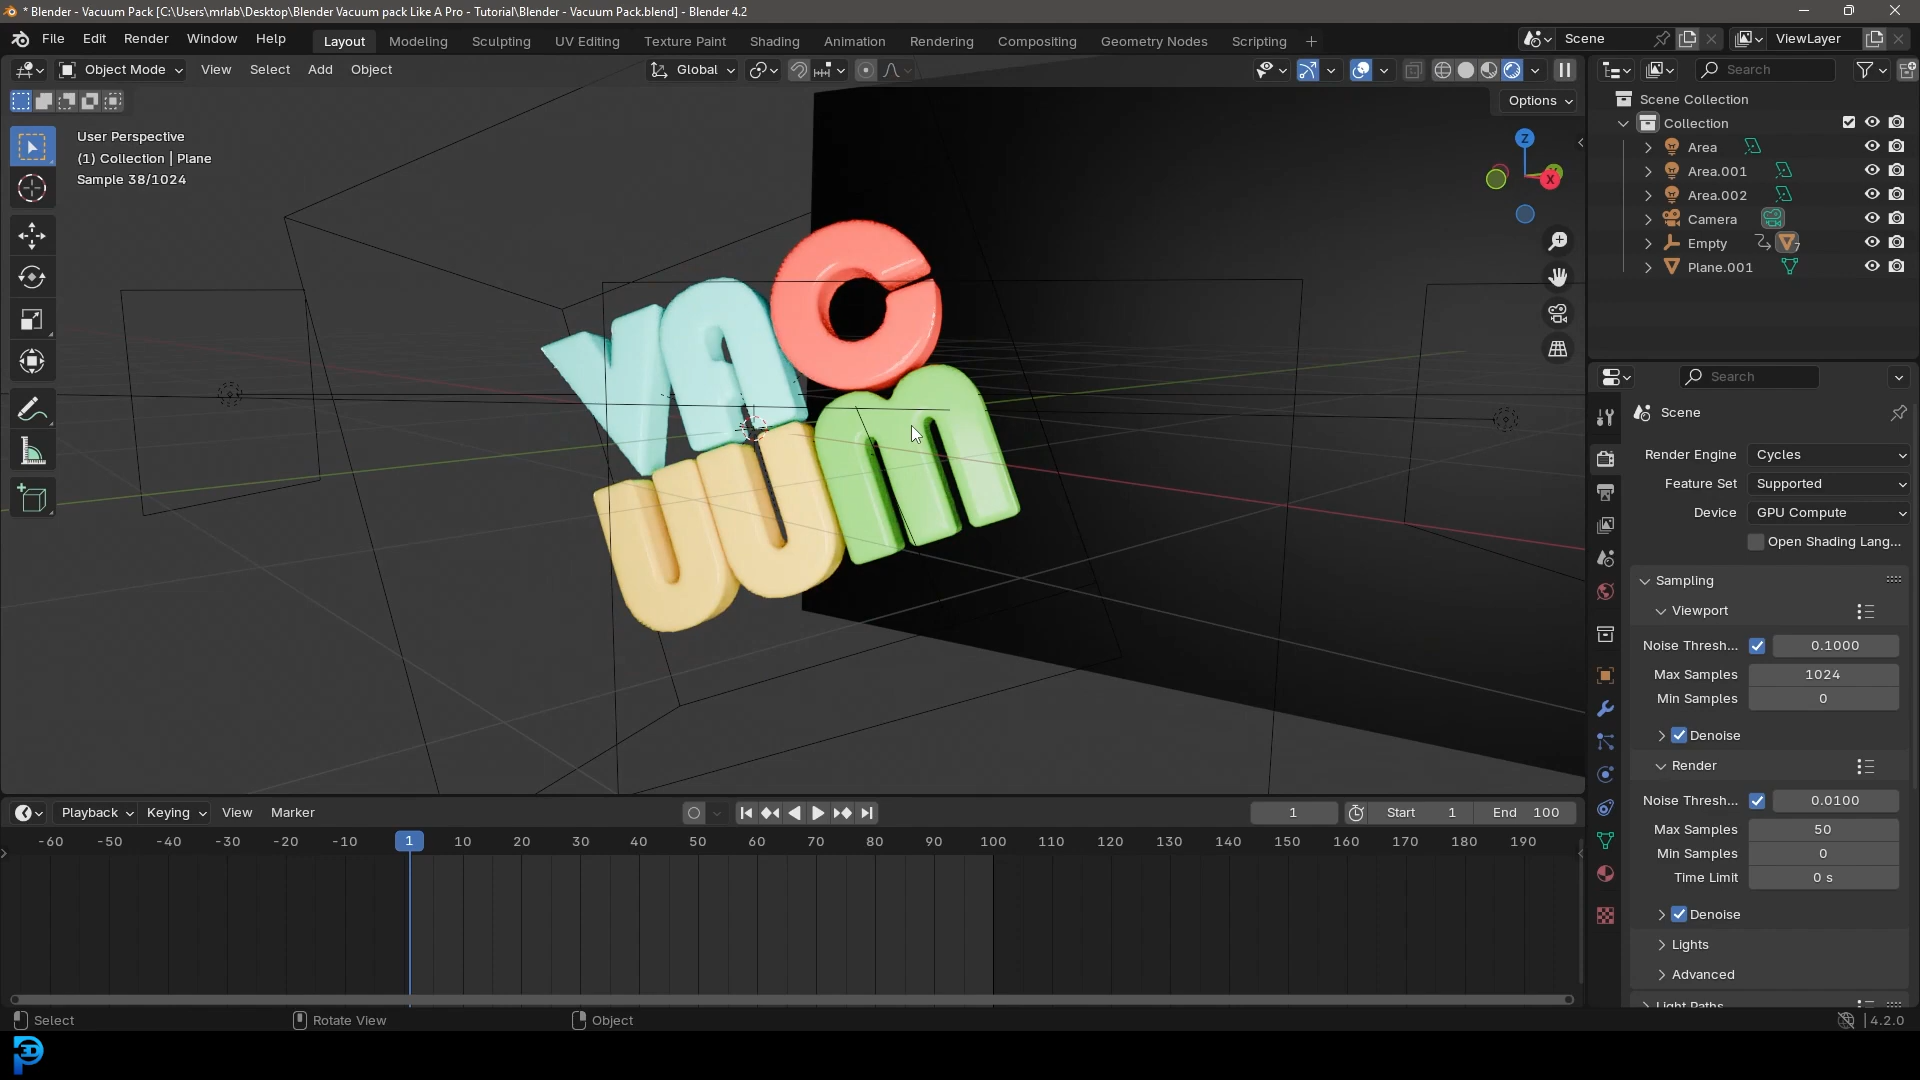 * Blender - Vacuum Pack [C:\Users\mrlab\Desktop\Blender Vacuum pack Like A Pro - Tutorial\Blender - Vacuum Pack.blend] - Blender 4.2
File Edit Render Window Help Layout Modeling Sculpting UV Editing Texture Paint Shading Animation Rendering Compositing Geometry Nodes Scripting + Scene ViewLayer
Object Mode View Select Add Object Global Search
Options
User Perspective
(1) Collection | Plane
Sample 38/1024
Z
X
VAC
UUM
Scene Collection
Collection
Area
Area.001
Area.002
Camera
Empty 7
Plane.001
Search
Scene
Render Engine Cycles
Feature Set Supported
Device GPU Compute
Open Shading Lang...
Sampling
Viewport
Noise Thresh... 0.1000
Max Samples 1024
Min Samples 0
Denoise
Render
Noise Thresh... 0.0100
Max Samples 50
Min Samples 0
Time Limit 0 s
Denoise
Lights
Advanced
Light Paths
Playback Keying View Marker 1 Start 1 End 100
-60 -50 -40 -30 -20 -10 1 10 20 30 40 50 60 70 80 90 100 110 120 130 140 150 160 170 180 190
Select Rotate View Object 4.2.0
3D